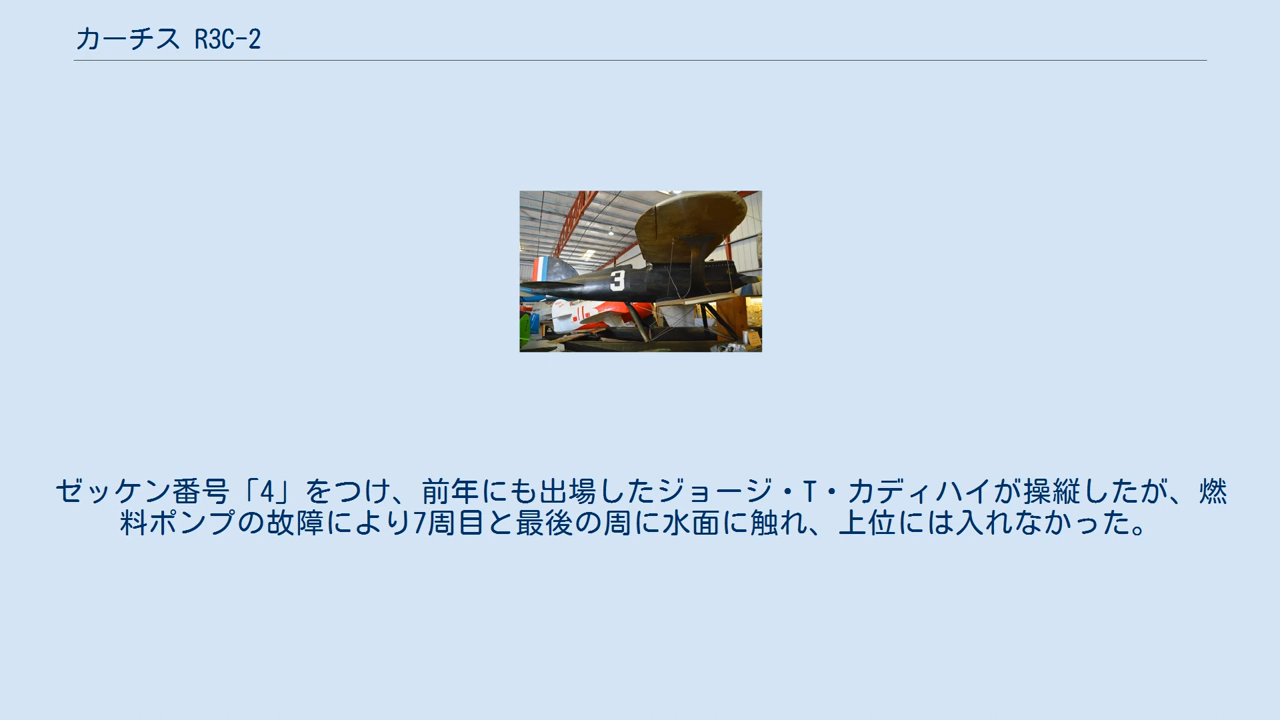 カーチス R3C-2
3
ゼッケン番号「4」をつけ、前年にも出場したジョージ・T・カディハイが操縦したが、燃
料ポンプの故障により7周目と最後の周に水面に触れ、上位には入れなかった。